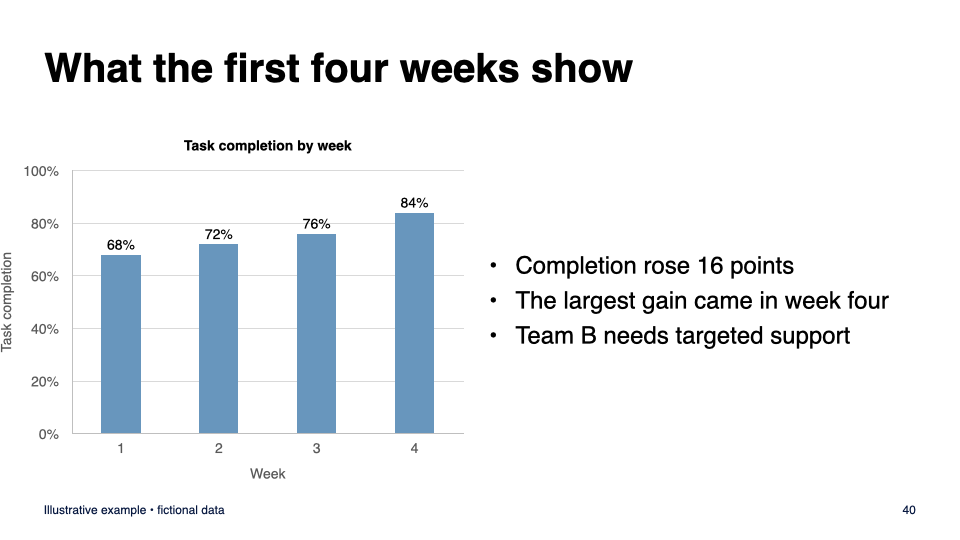 What the first four weeks show
Task completion by week
100%
80%
60%
40%
20%
0%
Task completion
68%
72%
76%
84%
1
2
3
4
Week
• Completion rose 16 points
• The largest gain came in week four
• Team B needs targeted support
Illustrative example • fictional data
40